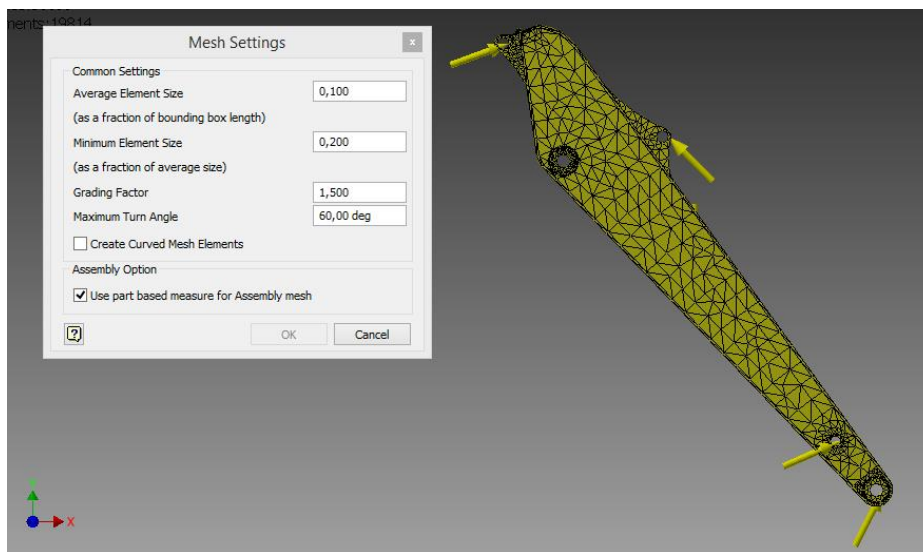 ments:19814
Mesh Settings
x
Common Settings
Average Element Size
0,100
(as a fraction of bounding box length)
Minimum Element Size
0,200
(as a fraction of average size)
Grading Factor
1,500
Maximum Turn Angle
60,00 deg
Create Curved Mesh Elements
Assembly Option
Use part based measure for Assembly mesh
?
OK
Cancel
X